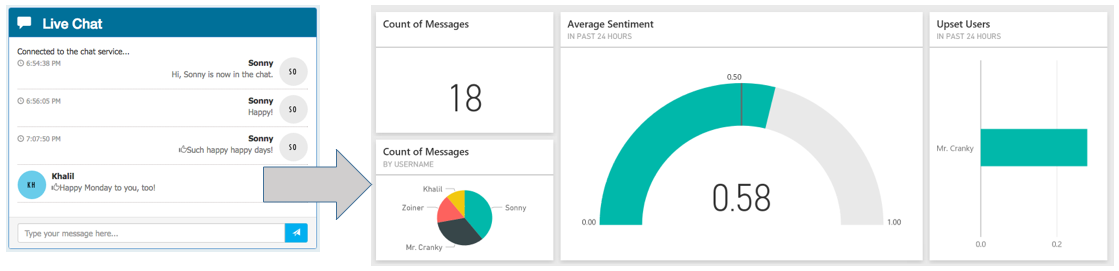 Live Chat
Connected to the chat service...
6:54:38 PM
Sonny
Hi, Sonny is now in the chat.
SO
6:56:05 PM
Sonny
Happy!
SO
7:07:50 PM
Sonny
Such happy happy days!
SO
KH
Khalil
Happy Monday to you, too!
Type your message here...
Count of Messages
18
Count of Messages
BY USERNAME
Khalil
Zoiner
Sonny
Mr. Cranky
Average Sentiment
IN PAST 24 HOURS
0.50
0.58
0.00
1.00
Upset Users
IN PAST 24 HOURS
Mr. Cranky
0.0
0.2